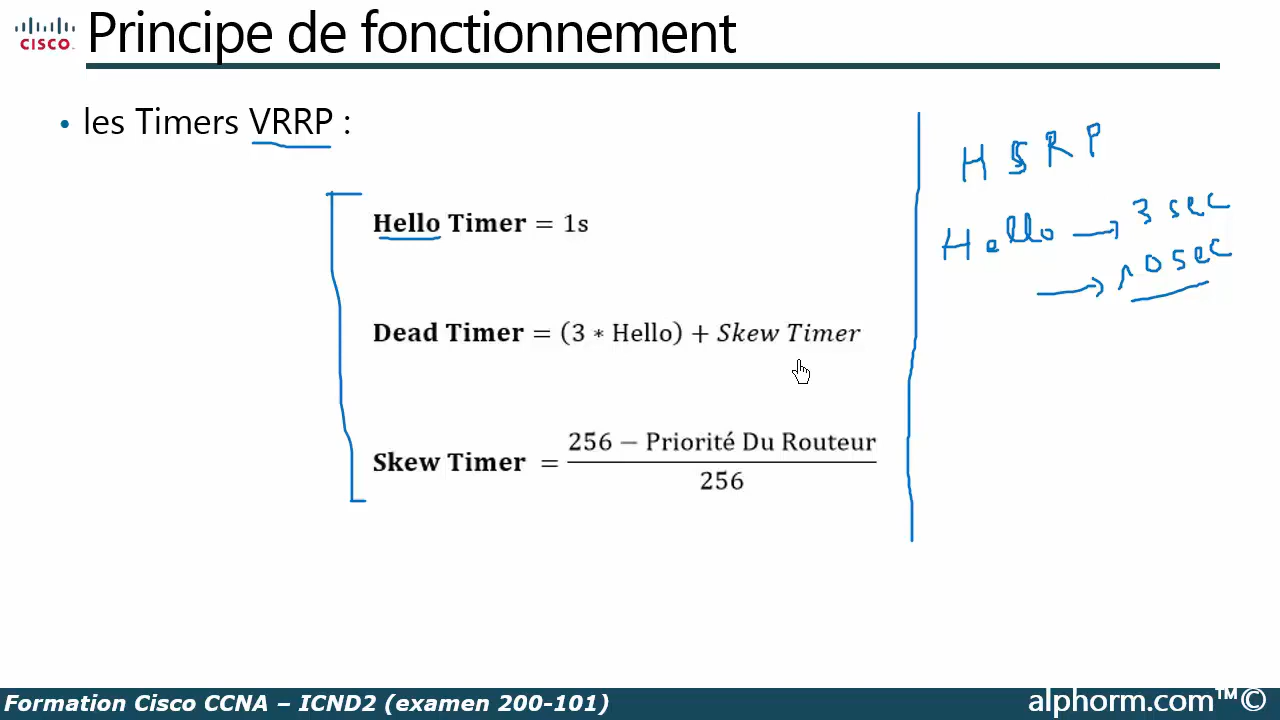 CISCO
Principe de fonctionnement
• les Timers VRRP :
Hello Timer = 1s
Dead Timer = (3 ∗ Hello) + Skew Timer
Skew Timer = 256 − Priorité Du Routeur
256
HSRP
Hello → 3 sec
→ 10 sec
Formation Cisco CCNA – ICND2 (examen 200-101)
alphorm.com™©